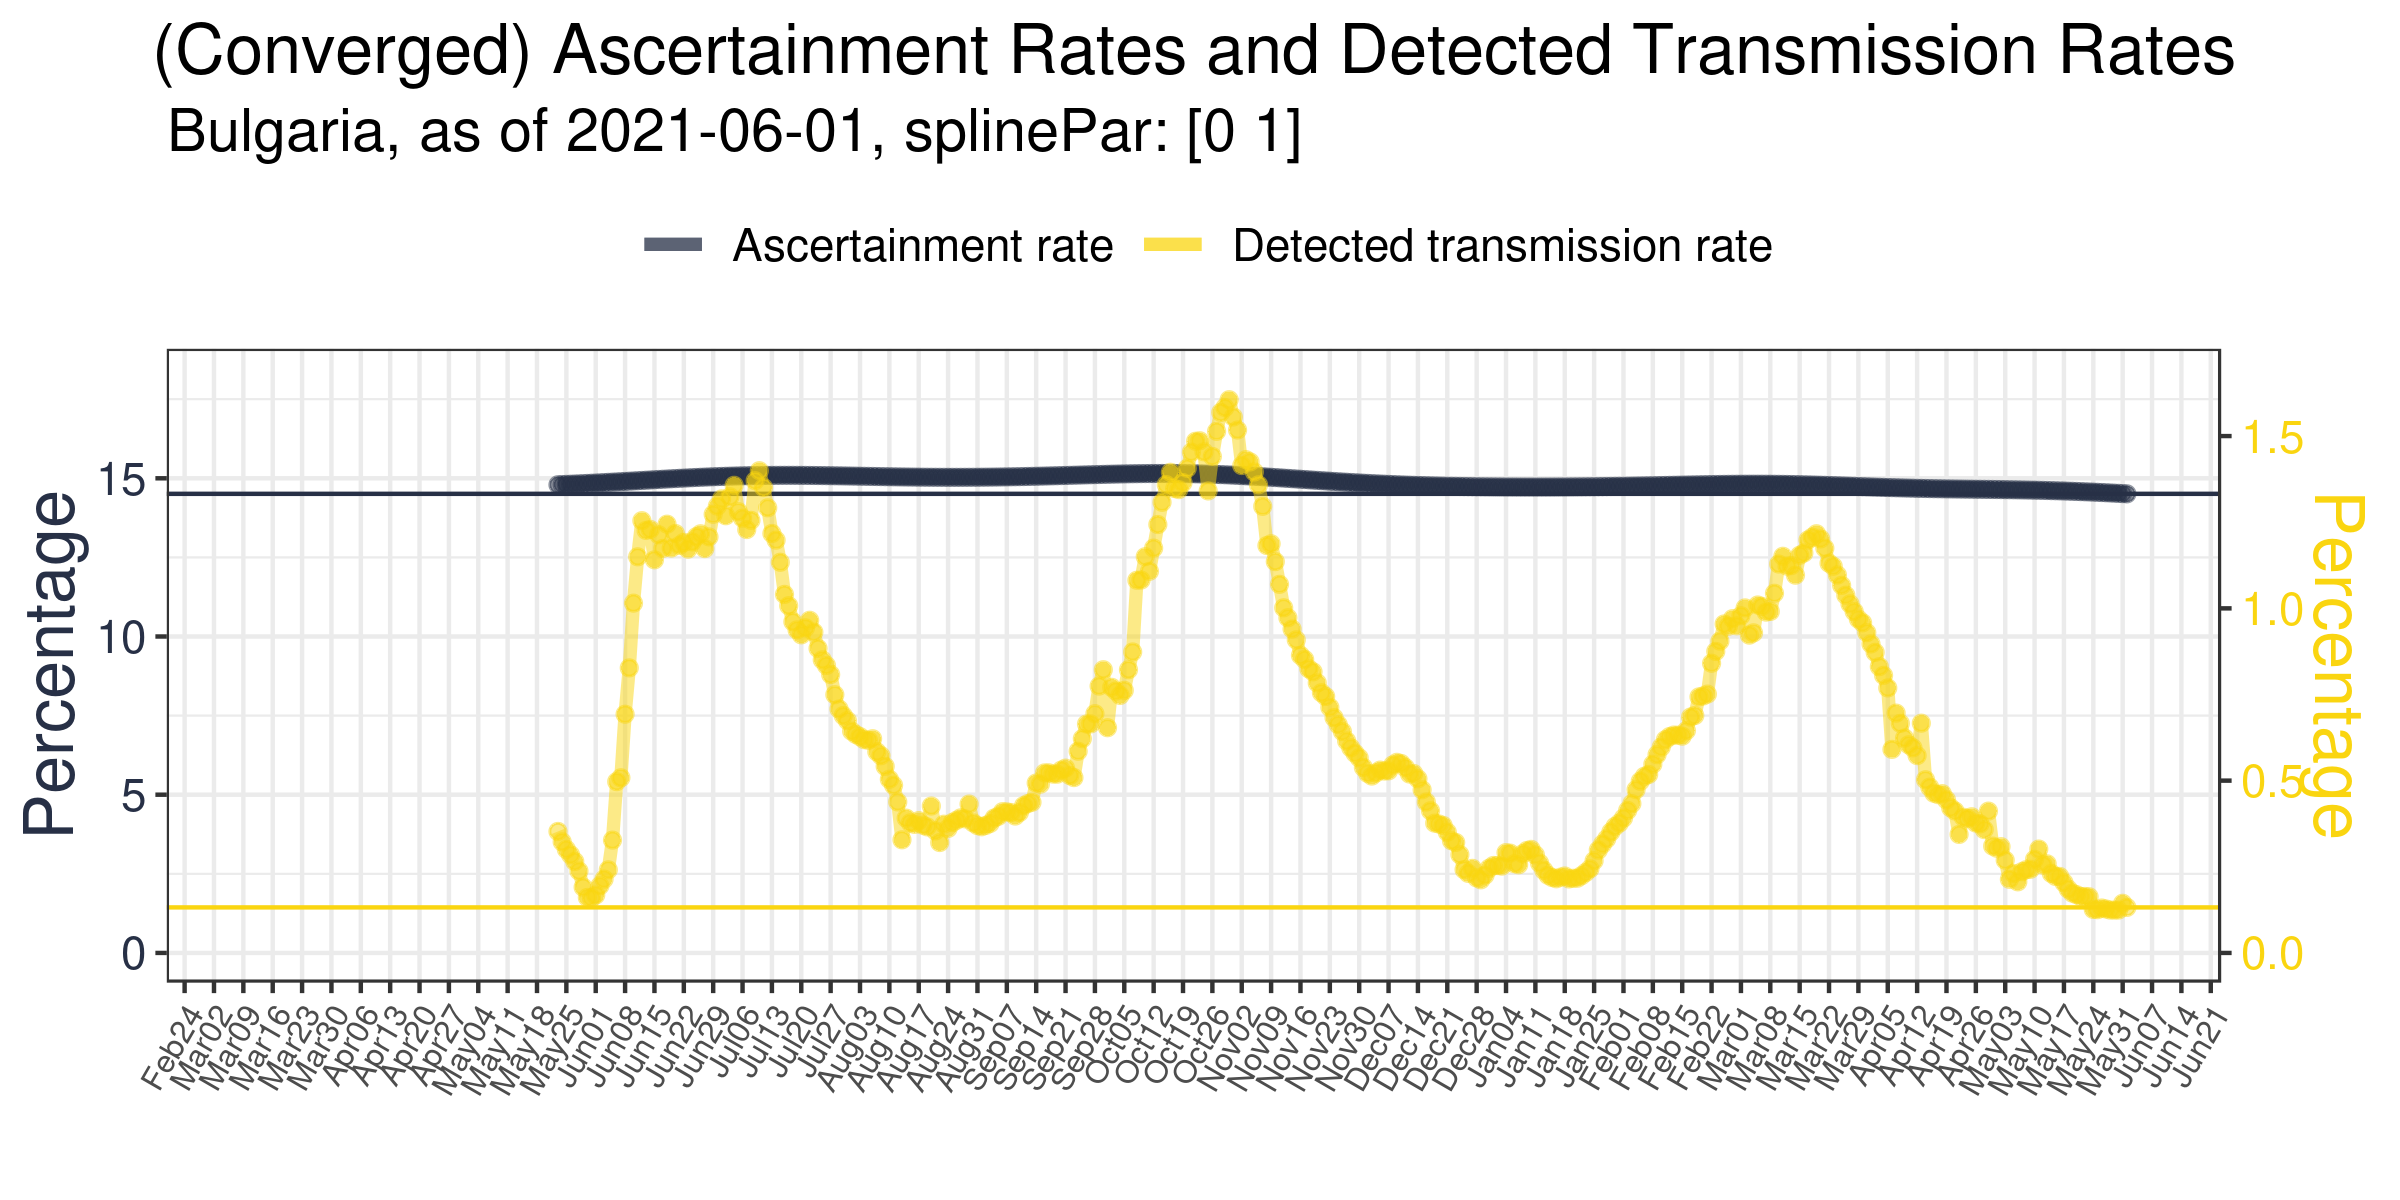 (Converged) Ascertainment Rates and Detected Transmission Rates
Bulgaria, as of 2021-06-01, splinePar: [0 1]
Ascertainment rate
Detected transmission rate
Percentage
15
10
5
0
1.5
1.0
0.5
0.0
Percentage
Feb24
Mar02
Mar09
Mar16
Mar23
Mar30
Apr06
Apr13
Apr20
Apr27
May04
May11
May18
May25
Jun01
Jun08
Jun15
Jun22
Jun29
Jul06
Jul13
Jul20
Jul27
Aug03
Aug10
Aug17
Aug24
Aug31
Sep07
Sep14
Sep21
Sep28
Oct05
Oct12
Oct19
Oct26
Nov02
Nov09
Nov16
Nov23
Nov30
Dec07
Dec14
Dec21
Dec28
Jan04
Jan11
Jan18
Jan25
Feb01
Feb08
Feb15
Feb22
Mar01
Mar08
Mar15
Mar22
Mar29
Apr05
Apr12
Apr19
Apr26
May03
May10
May17
May24
May31
Jun07
Jun14
Jun21